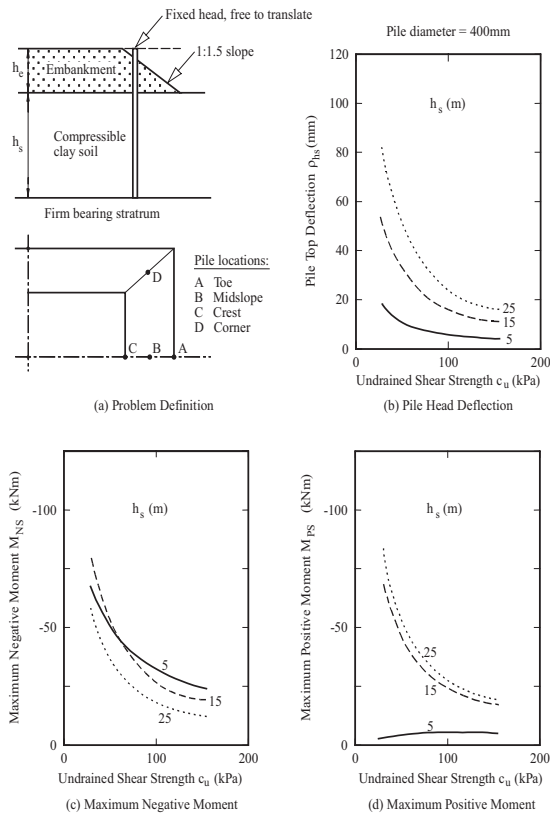 Fixed head, free to translate
1:1.5 slope
h_e
Embankment
h_s
Compressible
clay soil
Firm bearing stratum
Pile locations:
A Toe
B Midslope
C Crest
D Corner
D
C
B
A
(a) Problem Definition
Pile diameter = 400mm
120
100
80
60
40
20
0
h_s (m)
25
15
5
0
100
200
Pile Top Deflection ρ_hs (mm)
Undrained Shear Strength c_u (kPa)
(b) Pile Head Deflection
-100
-50
0
h_s (m)
5
15
25
0
100
200
Maximum Negative Moment M_NS (kNm)
Undrained Shear Strength c_u (kPa)
(c) Maximum Negative Moment
-100
-50
0
h_s (m)
25
15
5
0
100
200
Maximum Positive Moment M_PS (kNm)
Undrained Shear Strength c_u (kPa)
(d) Maximum Positive Moment